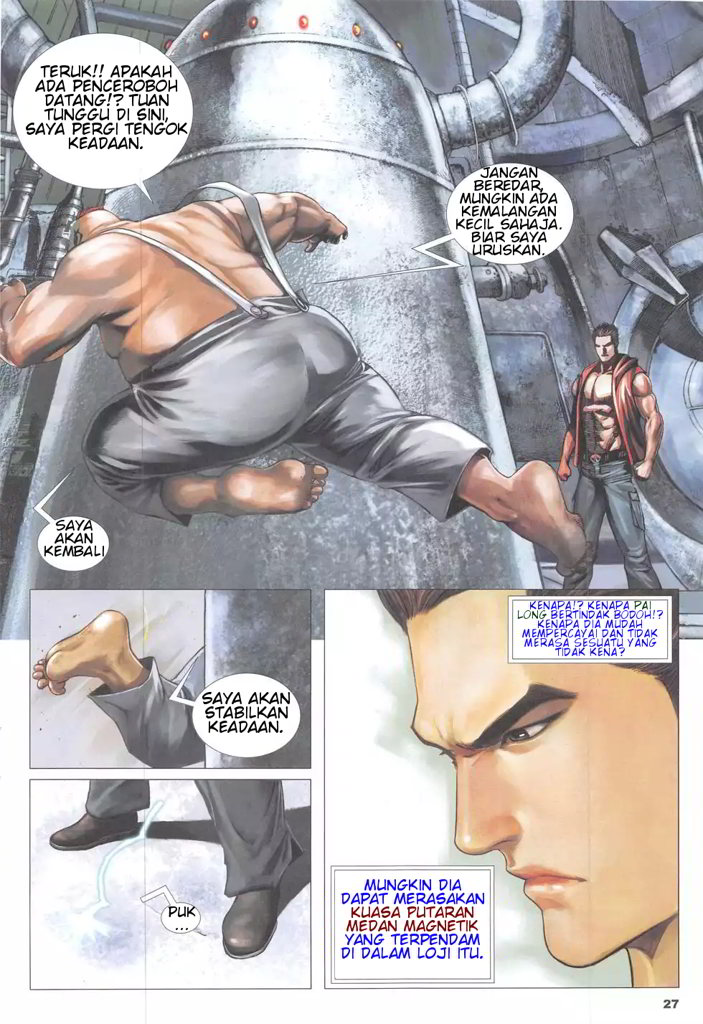 TERUK!! APAKAH
ADA PENCEROBOH
DATANG!? TUAN
TUNGGU DI SINI,
SAYA PERGI TENGOK
KEADAAN.
JANGAN
BEREDAR,
MUNGKIN ADA
KEMALANGAN
KECIL SAHAJA.
BIAR SAYA
URUSKAN.
SAYA
AKAN
KEMBALI
SAYA AKAN
STABILKAN
KEADAAN.
KENAPA!? KENAPA PAI
LONG BERTINDAK BODOH!?
KENAPA DIA MUDAH
MEMPERCAYAI DAN TIDAK
MERASA SESUATU YANG
TIDAK KENA?
PUK
...
MUNGKIN DIA
DAPAT MERASAKAN
KUASA PUTARAN
MEDAN MAGNETIK
YANG TERPENDAM
DI DALAM LOJI ITU.
27